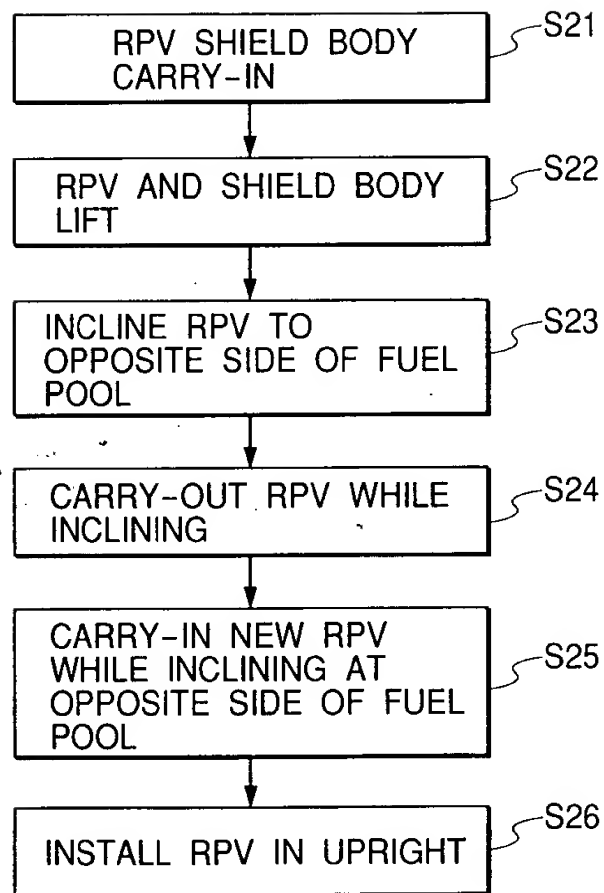 RPV SHIELD BODY
CARRY-IN
S21
RPV AND SHIELD BODY
LIFT
S22
INCLINE RPV TO
OPPOSITE SIDE OF FUEL
POOL
S23
CARRY-OUT RPV WHILE
INCLINING
S24
CARRY-IN NEW RPV
WHILE INCLINING AT
OPPOSITE SIDE OF FUEL
POOL
S25
INSTALL RPV IN UPRIGHT
S26